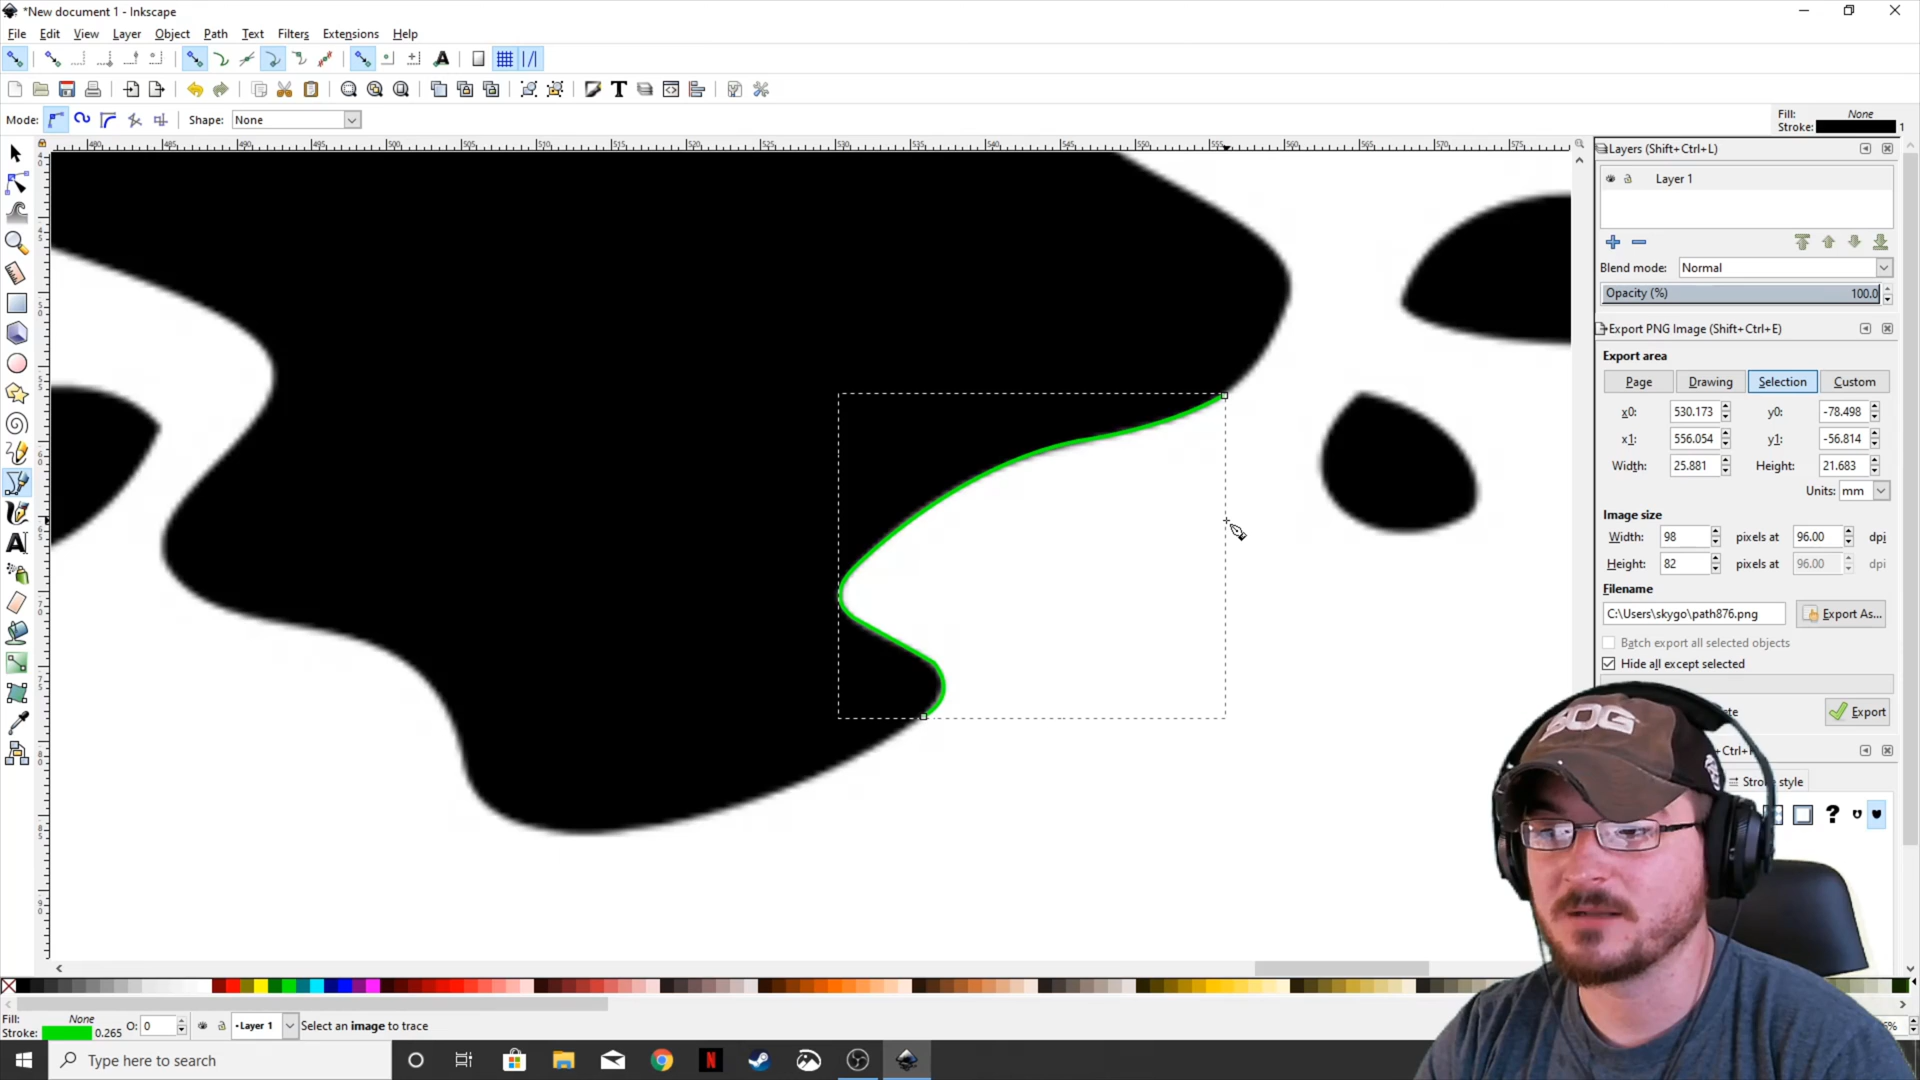 *New document 1 - Inkscape
File Edit View Layer Object Path Text Filters Extensions Help
Mode: Shape: None
Fill: None
Stroke: 1
Layers (Shift+Ctrl+L)
Layer 1
Blend mode: Normal
Opacity (%) 100.0
Export PNG Image (Shift+Ctrl+E)
Export area
Page Drawing Selection Custom
x0: 530.173 y0: -78.498
x1: 556.054 y1: -56.814
Width: 25.881 Height: 21.683
Units: mm
Image size
Width: 98 pixels at 96.00 dpi
Height: 82 pixels at 96.00 dpi
Filename
C:\Users\skygo\path876.png Export As...
Batch export all selected objects
Hide all except selected
Export
style
Fill: None
Stroke: 0.265 O: 0 •Layer 1 Select an image to trace
Type here to search